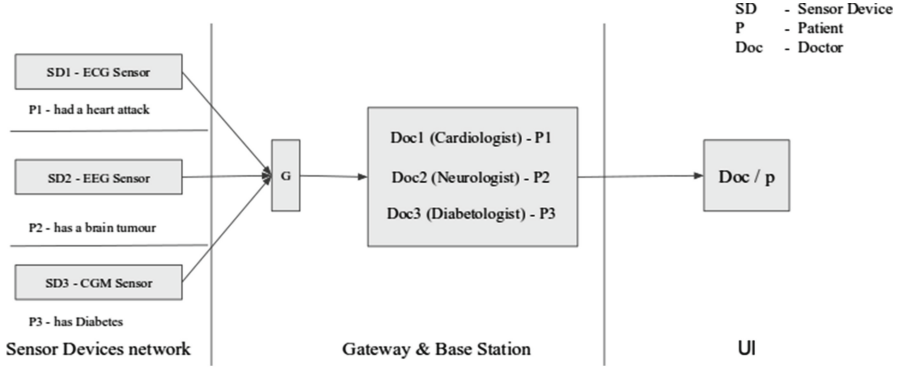 SD - Sensor Device
P - Patient
Doc - Doctor
SD1 - ECG Sensor
P1 - had a heart attack
SD2 - EEG Sensor
P2 - has a brain tumour
SD3 - CGM Sensor
P3 - has Diabetes
Sensor Devices network
G
Doc1 (Cardiologist) - P1
Doc2 (Neurologist) - P2
Doc3 (Diabetologist) - P3
Gateway & Base Station
Doc / p
UI